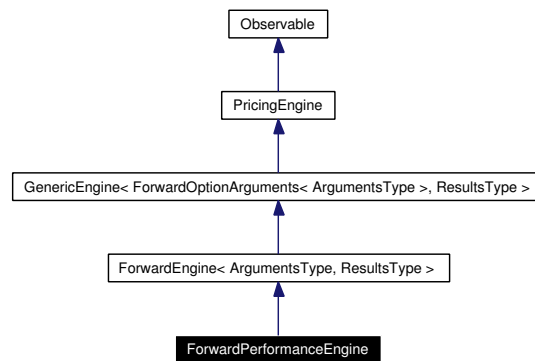 Observable
PricingEngine
GenericEngine< ForwardOptionArguments< ArgumentsType >, ResultsType >
ForwardEngine< ArgumentsType, ResultsType >
ForwardPerformanceEngine